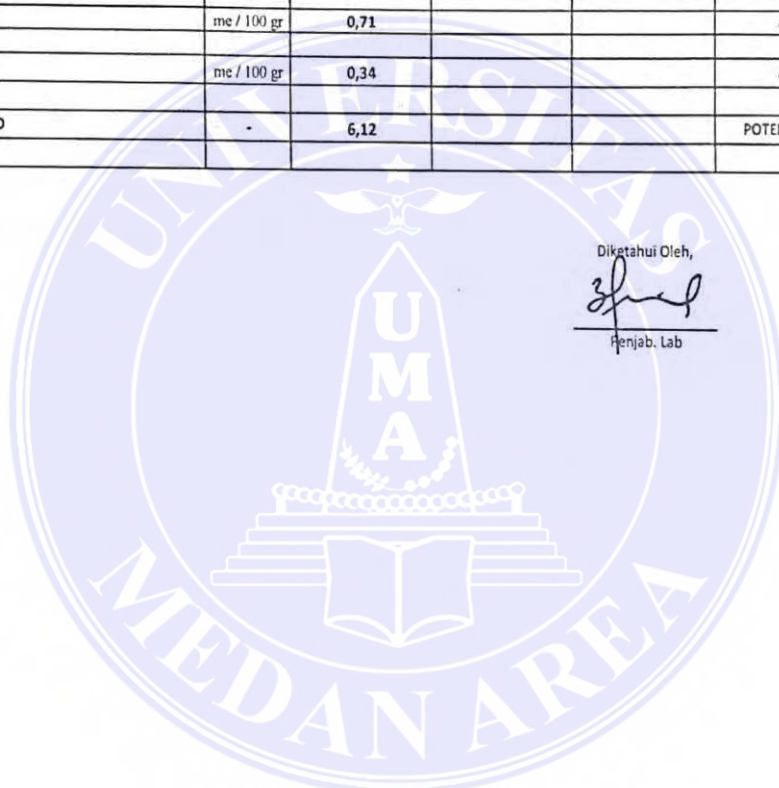 me / 100 gr 0,71
me / 100 gr 0,34
- 6,12
Diketahui Oleh,
Penjab. Lab
UNIVERSITAS
UMA
MEDAN AREA